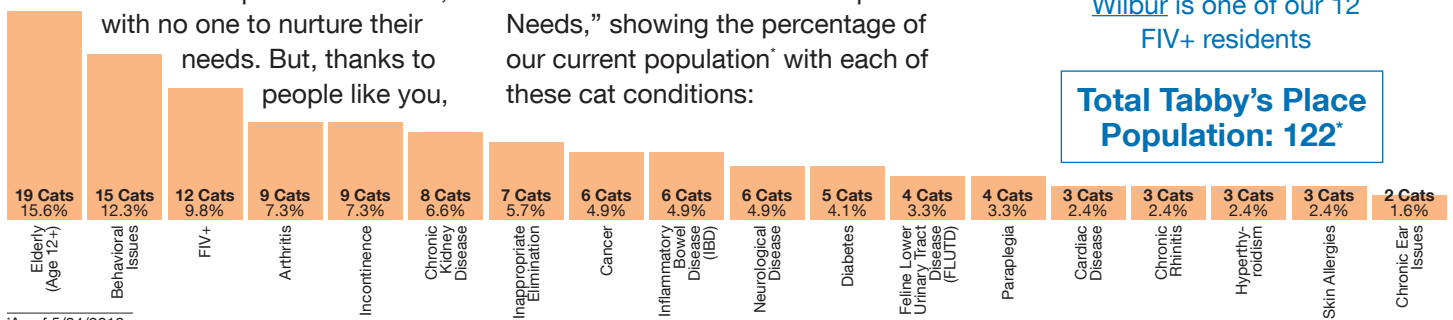 with no one to nurture their
needs. But, thanks to
people like you,
Needs,” showing the percentage of
our current population* with each of
these cat conditions:
Wilbur is one of our 12
FIV+ residents
Total Tabby’s Place
Population: 122*
19 Cats
15.6%
Elderly
(Age 12+)
15 Cats
12.3%
Behavioral
Issues
12 Cats
9.8%
FIV+
9 Cats
7.3%
Arthritis
9 Cats
7.3%
Incontinence
8 Cats
6.6%
Chronic
Kidney
Disease
7 Cats
5.7%
Inappropriate
Elimination
6 Cats
4.9%
Cancer
6 Cats
4.9%
Inflammatory
Bowel
Disease
(IBD)
6 Cats
4.9%
Neurological
Disease
5 Cats
4.1%
Diabetes
4 Cats
3.3%
Feline Lower
Urinary Tract
Disease
(FLUTD)
4 Cats
3.3%
Paraplegia
3 Cats
2.4%
Cardiac
Disease
3 Cats
2.4%
Chronic
Rhinitis
3 Cats
2.4%
Hyperthy-
roidism
3 Cats
2.4%
Skin Allergies
2 Cats
1.6%
Chronic Ear
Issues